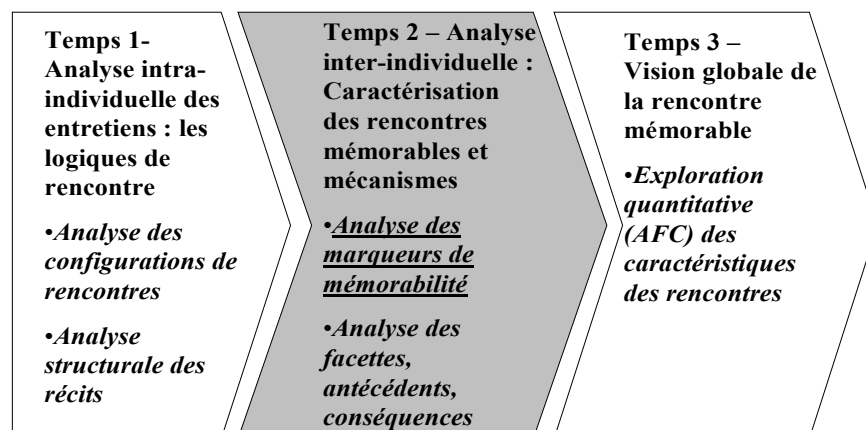 Temps 1-
Analyse intra-
individuelle des
entretiens : les
logiques de
rencontre
•Analyse des
configurations de
rencontres
•Analyse
structurale des
récits
Temps 2 – Analyse
inter-individuelle :
Caractérisation
des rencontres
mémorables et
mécanismes
•Analyse des
marqueurs de
mémorabilité
•Analyse des
facettes,
antécédents,
conséquences
Temps 3 –
Vision globale de
la rencontre
mémorable
•Exploration
quantitative
(AFC) des
caractéristiques
des rencontres